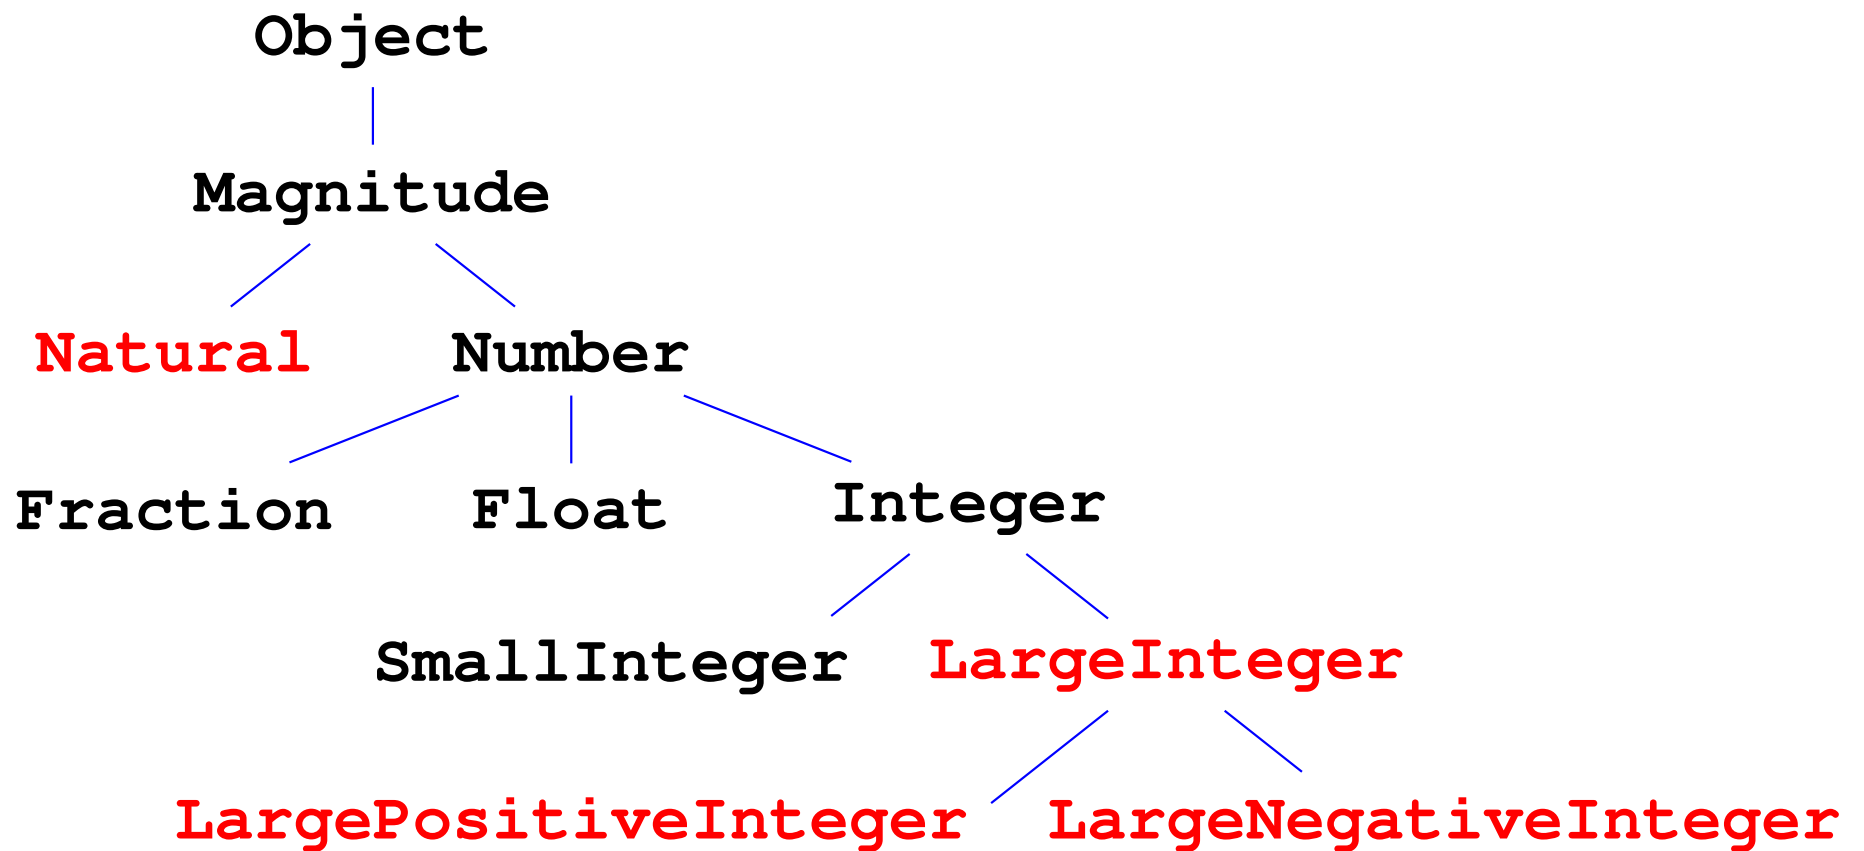 Object
Magnitude
Natural Number
Fraction Float Integer
SmallInteger LargeInteger
LargePositiveInteger LargeNegativeInteger